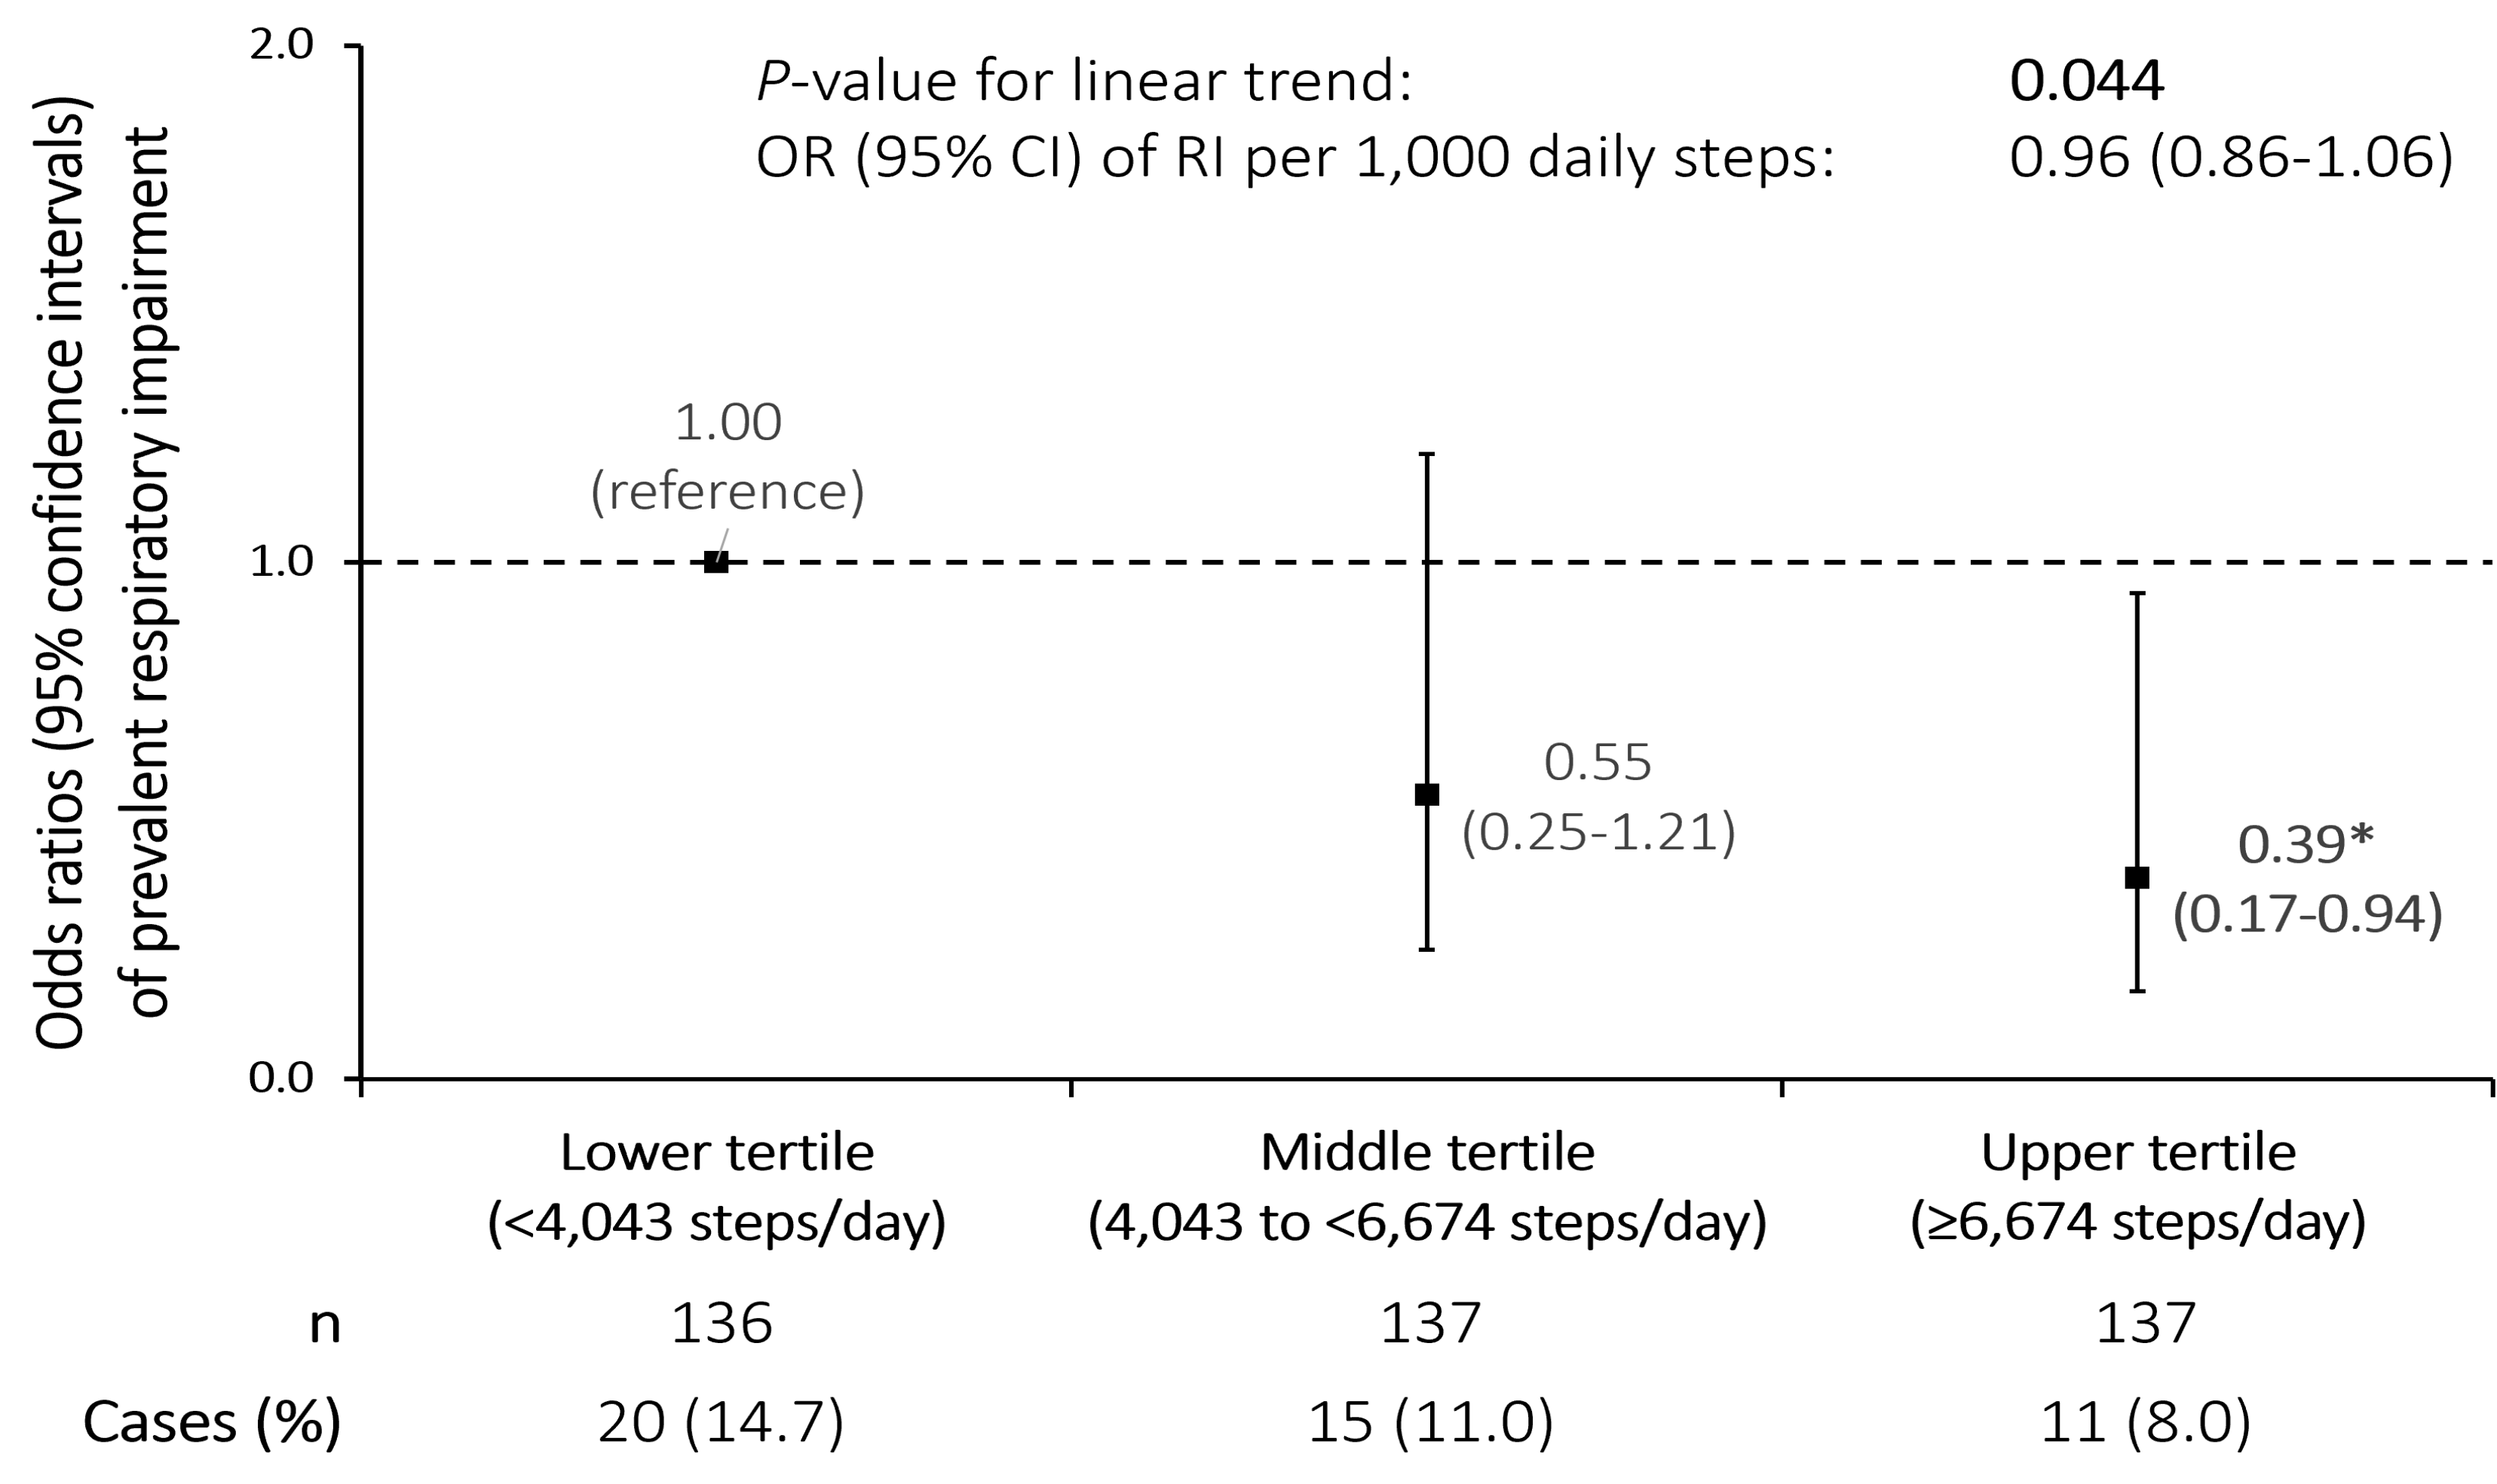 Odds ratios (95% confidence intervals)
of prevalent respiratory impairment
2.0
1.0
0.0
P-value for linear trend: 0.044
OR (95% CI) of RI per 1,000 daily steps: 0.96 (0.86-1.06)
1.00
(reference)
0.55
(0.25-1.21)
0.39*
(0.17-0.94)
Lower tertile Middle tertile Upper tertile
(<4,043 steps/day) (4,043 to <6,674 steps/day) (≥6,674 steps/day)
n 136 137 137
Cases (%) 20 (14.7) 15 (11.0) 11 (8.0)